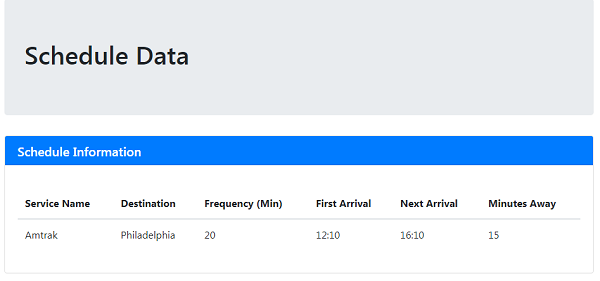 Schedule Data
Schedule Information
Service Name Destination Frequency (Min) First Arrival Next Arrival Minutes Away
Amtrak Philadelphia 20 12:10 16:10 15